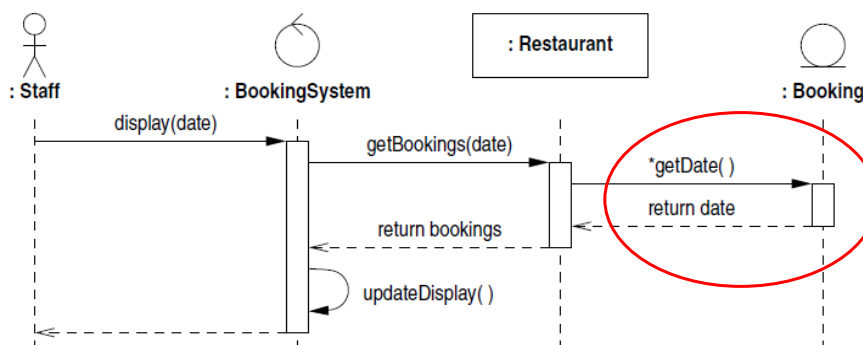 : Restaurant
: Staff
: BookingSystem
: Booking
display(date)
getBookings(date)
*getDate( )
return date
return bookings
updateDisplay( )